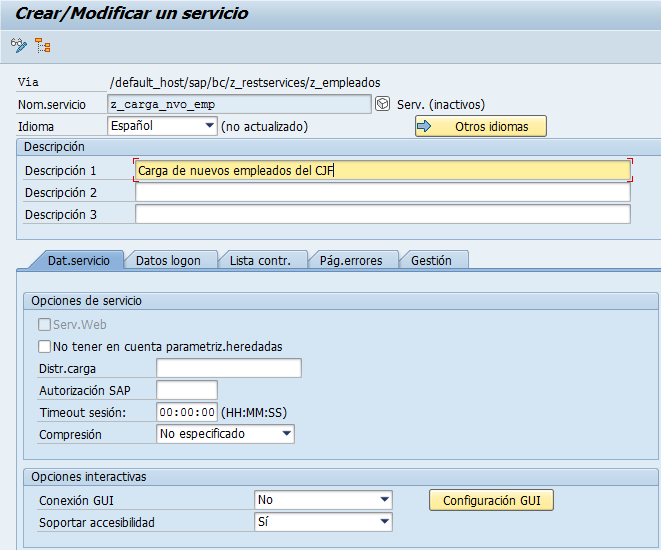 Crear/Modificar un servicio
Vía /default_host/sap/bc/z_restservices/z_empleados
Nom.servicio z_carga_nvo_emp Serv. (inactivos)
Idioma Español (no actualizado) Otros idiomas
Descripción
Descripción 1 Carga de nuevos empleados del CJF
Descripción 2
Descripción 3
Dat.servicio Datos logon Lista contr. Pág.errores Gestión
Opciones de servicio
Serv.Web
No tener en cuenta parametriz.heredadas
Distr.carga
Autorización SAP
Timeout sesión: 00:00:00 (HH:MM:SS)
Compresión No especificado
Opciones interactivas
Conexión GUI No Configuración GUI
Soportar accesibilidad Sí